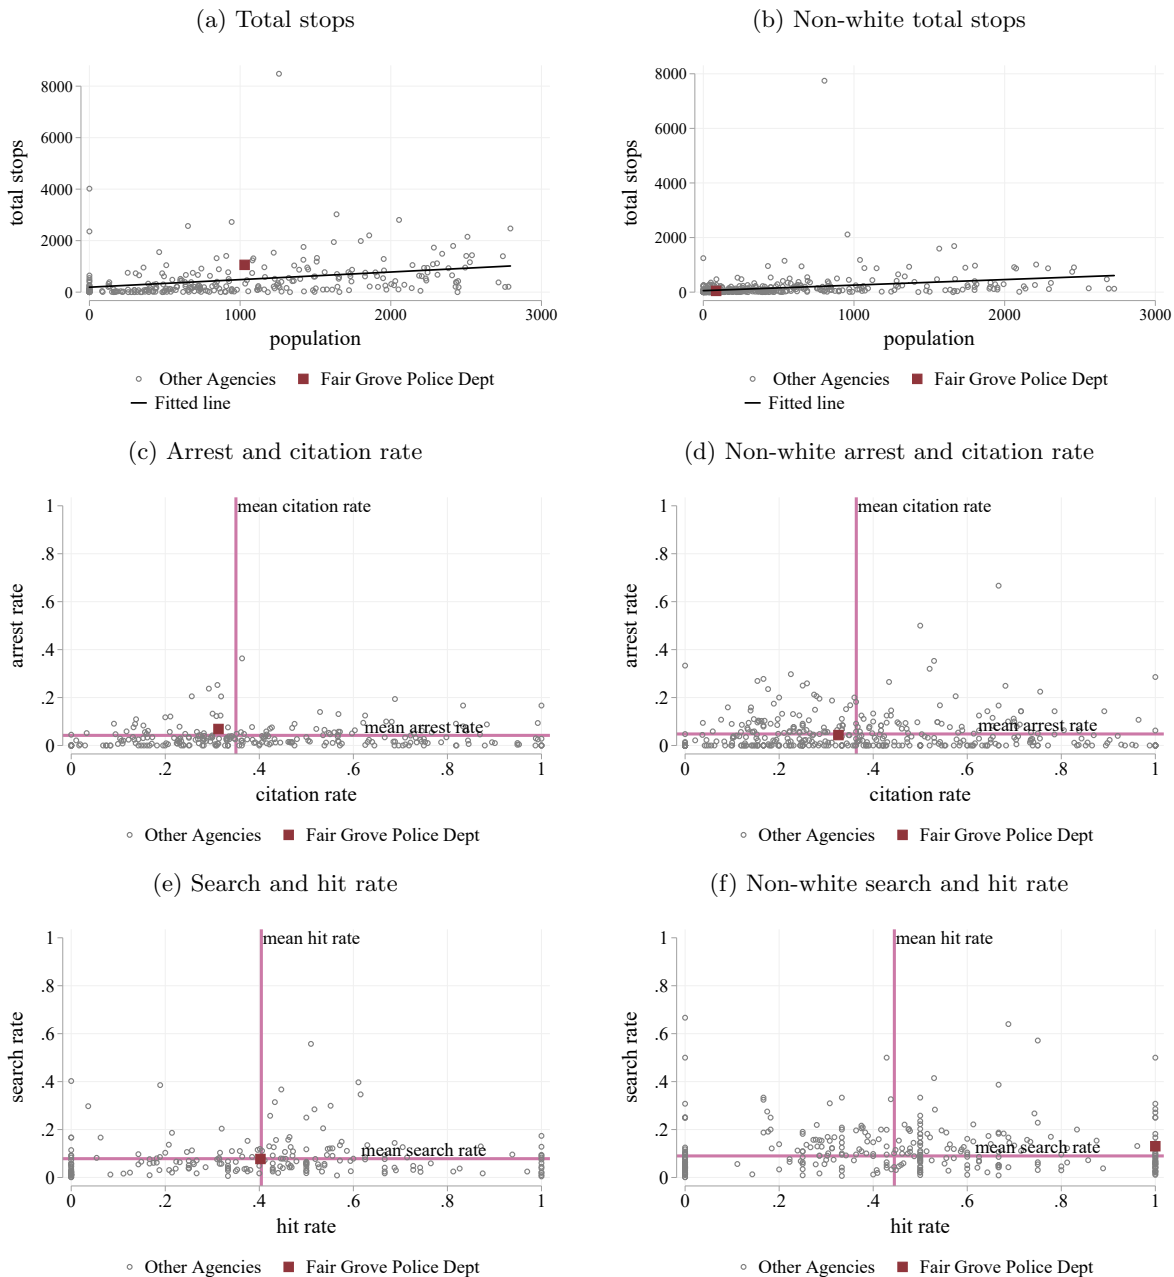 (a) Total stops
(b) Non-white total stops
total stops
8000
6000
4000
2000
0
0 1000 2000 3000
population
Other Agencies Fair Grove Police Dept
Fitted line
total stops
8000
6000
4000
2000
0
0 1000 2000 3000
population
Other Agencies Fair Grove Police Dept
Fitted line
(c) Arrest and citation rate
(d) Non-white arrest and citation rate
arrest rate
1
.8
.6
.4
.2
0
mean citation rate
mean arrest rate
0 .2 .4 .6 .8 1
citation rate
Other Agencies Fair Grove Police Dept
arrest rate
1
.8
.6
.4
.2
0
mean citation rate
mean arrest rate
0 .2 .4 .6 .8 1
citation rate
Other Agencies Fair Grove Police Dept
(e) Search and hit rate
(f) Non-white search and hit rate
search rate
1
.8
.6
.4
.2
0
mean hit rate
mean search rate
0 .2 .4 .6 .8 1
hit rate
Other Agencies Fair Grove Police Dept
search rate
1
.8
.6
.4
.2
0
mean hit rate
mean search rate
0 .2 .4 .6 .8 1
hit rate
Other Agencies Fair Grove Police Dept